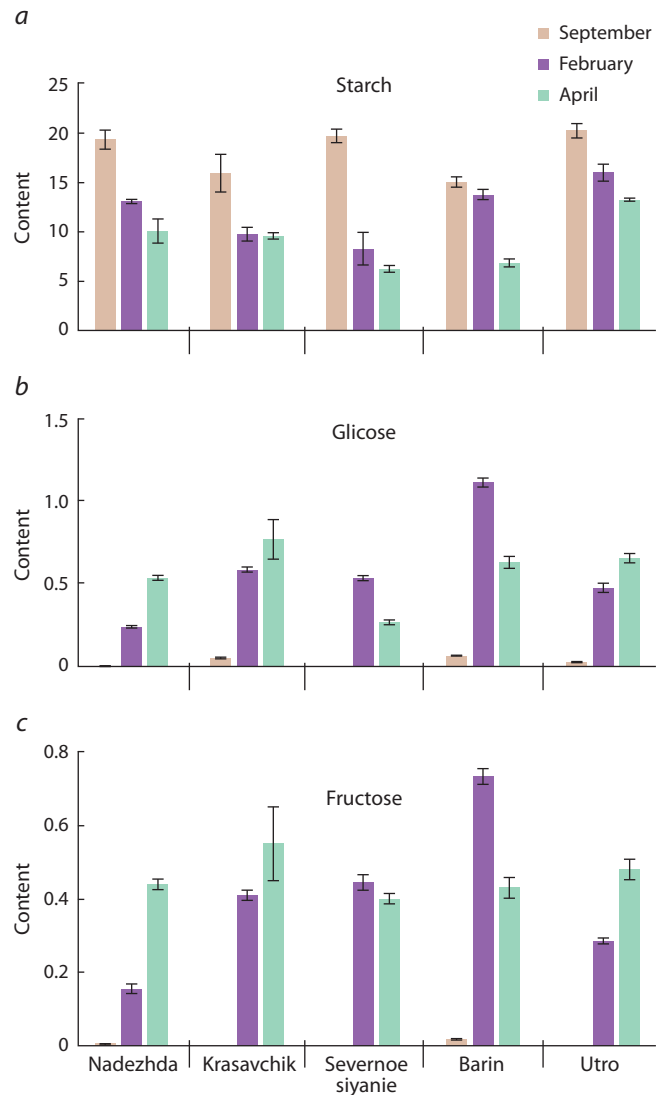 a
September
February
April
Starch
Content
25
20
15
10
5
0
b
Glicose
Content
1.5
1.0
0.5
0
c
Fructose
Content
0.8
0.6
0.4
0.2
0
Nadezhda Krasavchik Severnoe siyanie Barin Utro